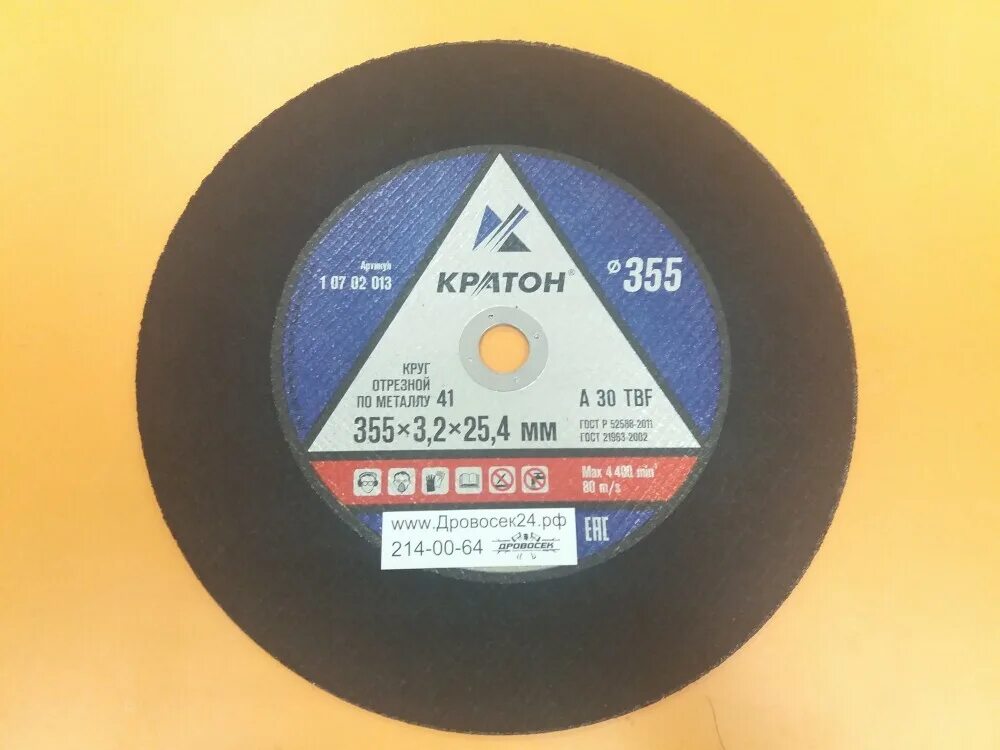 Артикул
1 07 02 013
КРАТОН®
⌀355
КРУГ
ОТРЕЗНОЙ
ПО МЕТАЛЛУ 41
355×3,2×25,4 мм
A 30 TBF
ГОСТ Р 52588-2011
ГОСТ 21963-2002
Max 4 400 min⁻¹
80 m/s
www.Дровосек24.рф
214-00-64 ДРОВОСЕК
ЕАС